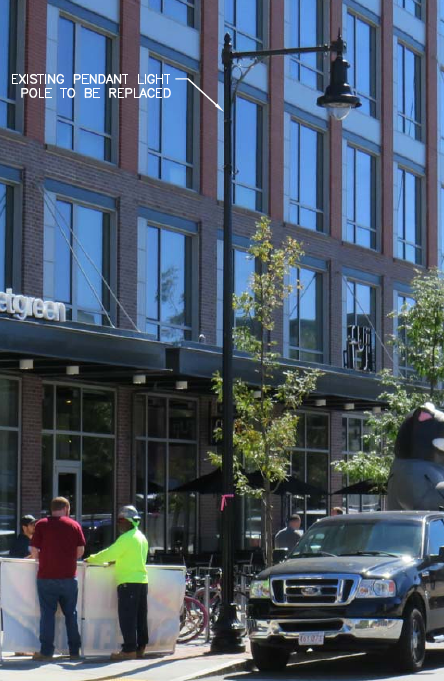 EXISTING PENDANT LIGHT
POLE TO BE REPLACED
etgreen